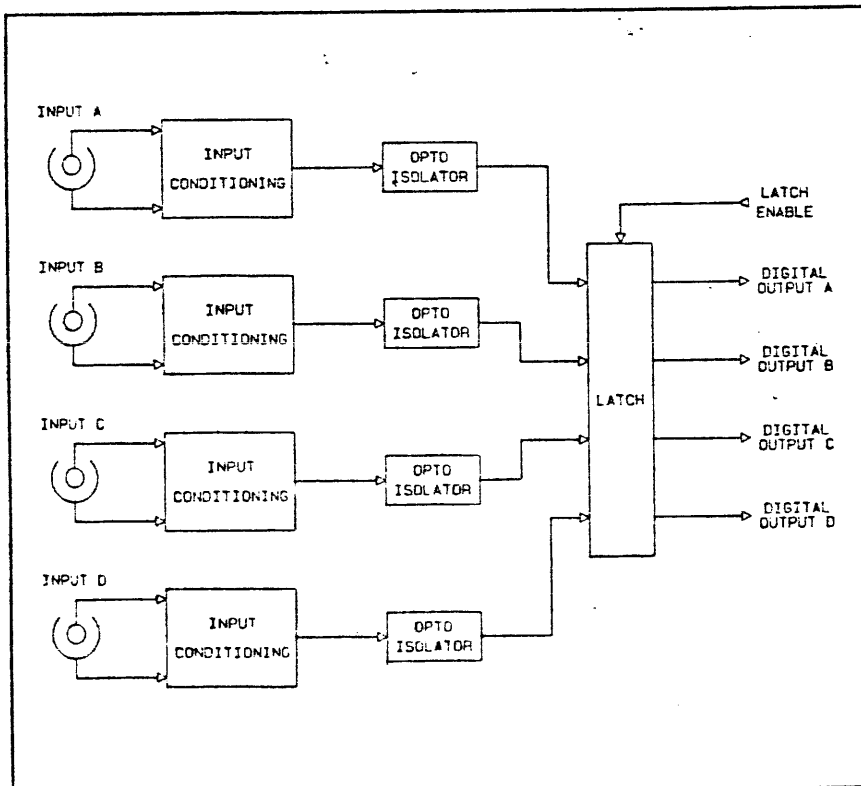 INPUT A
INPUT
CONDITIONING
OPTO
ISOLATOR
LATCH
ENABLE
INPUT B
INPUT
CONDITIONING
OPTO
ISOLATOR
DIGITAL
OUTPUT A
DIGITAL
OUTPUT B
LATCH
INPUT C
INPUT
CONDITIONING
OPTO
ISOLATOR
DIGITAL
OUTPUT C
DIGITAL
OUTPUT D
INPUT D
INPUT
CONDITIONING
OPTO
ISOLATOR